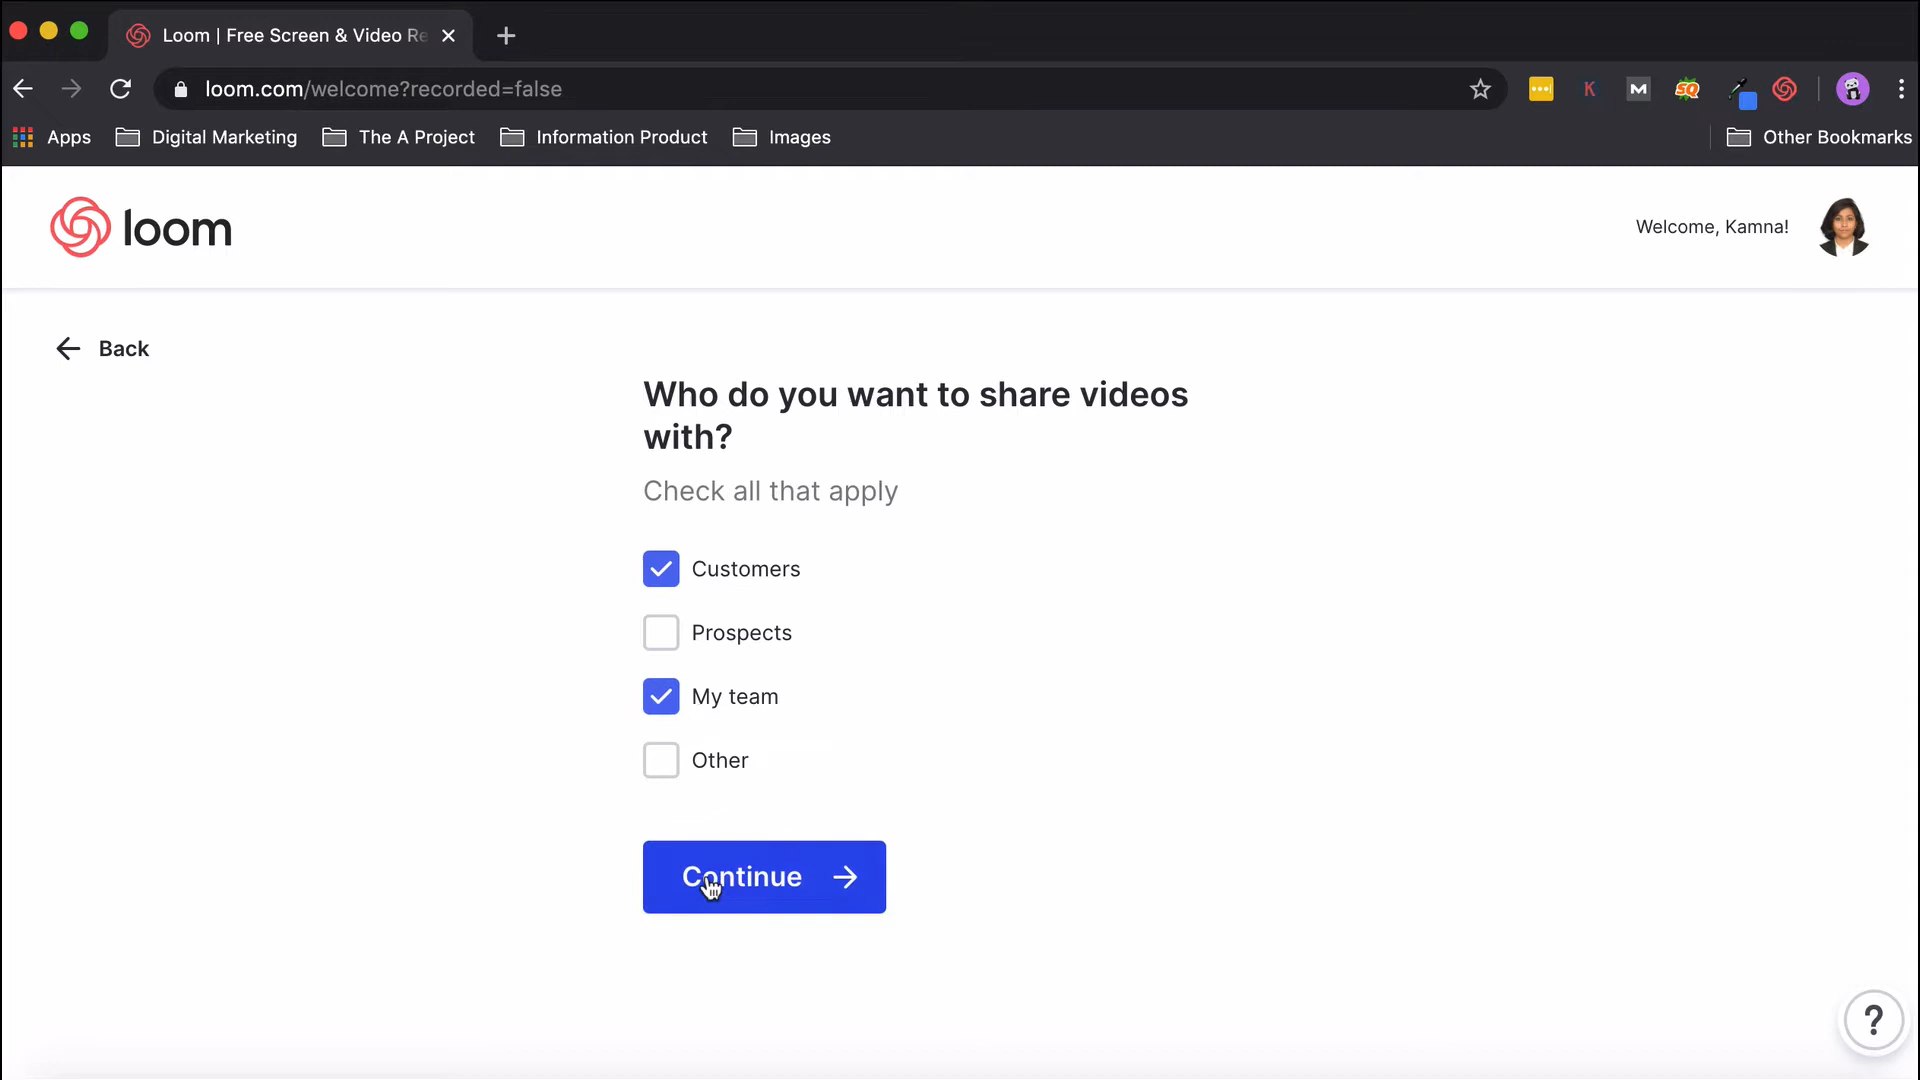 Loom | Free Screen & Video Re
loom.com/welcome?recorded=false
K
M
SQ
Apps
Digital Marketing
The A Project
Information Product
Images
Other Bookmarks
loom
Welcome, Kamna!
Back
Who do you want to share videos
with?
Check all that apply
Customers
Prospects
My team
Other
Continue
?